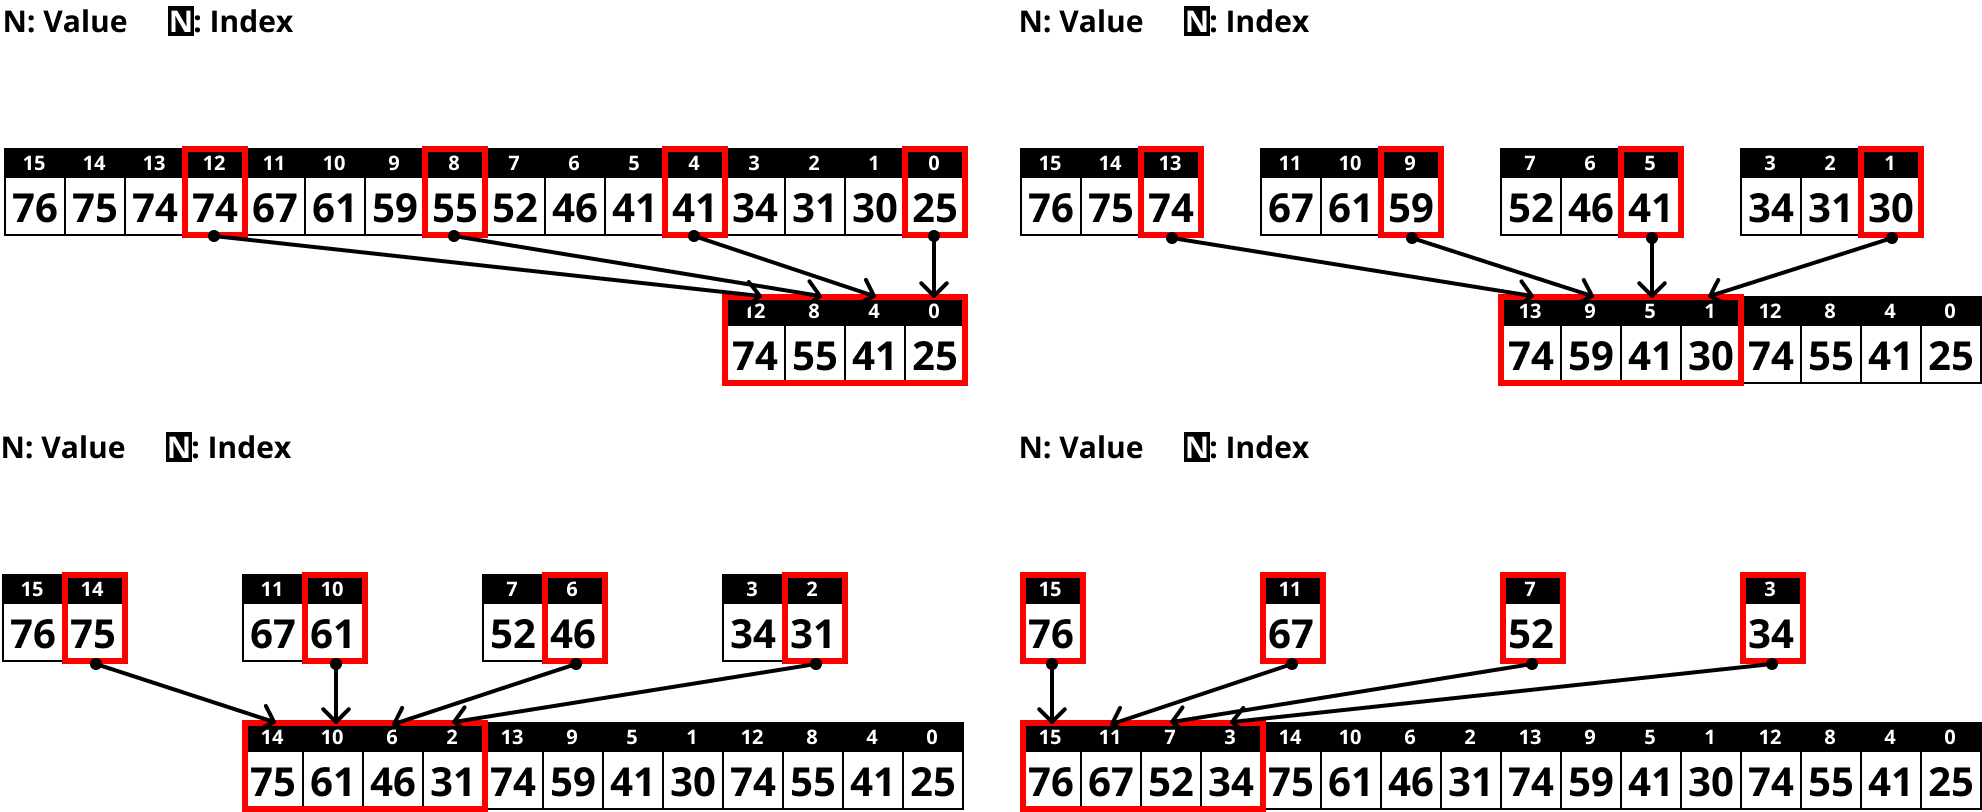 N: Value N: Index
15 14 13 12 11 10 9 8 7 6 5 4 3 2 1 0
76 75 74 74 67 61 59 55 52 46 41 41 34 31 30 25
12 8 4 0
74 55 41 25
N: Value N: Index
15 14 13 11 10 9 7 6 5 3 2 1
76 75 74 67 61 59 52 46 41 34 31 30
13 9 5 1 12 8 4 0
74 59 41 30 74 55 41 25
N: Value N: Index
15 14 11 10 7 6 3 2
76 75 67 61 52 46 34 31
14 10 6 2 13 9 5 1 12 8 4 0
75 61 46 31 74 59 41 30 74 55 41 25
N: Value N: Index
15 11 7 3
76 67 52 34
15 11 7 3 14 10 6 2 13 9 5 1 12 8 4 0
76 67 52 34 75 61 46 31 74 59 41 30 74 55 41 25